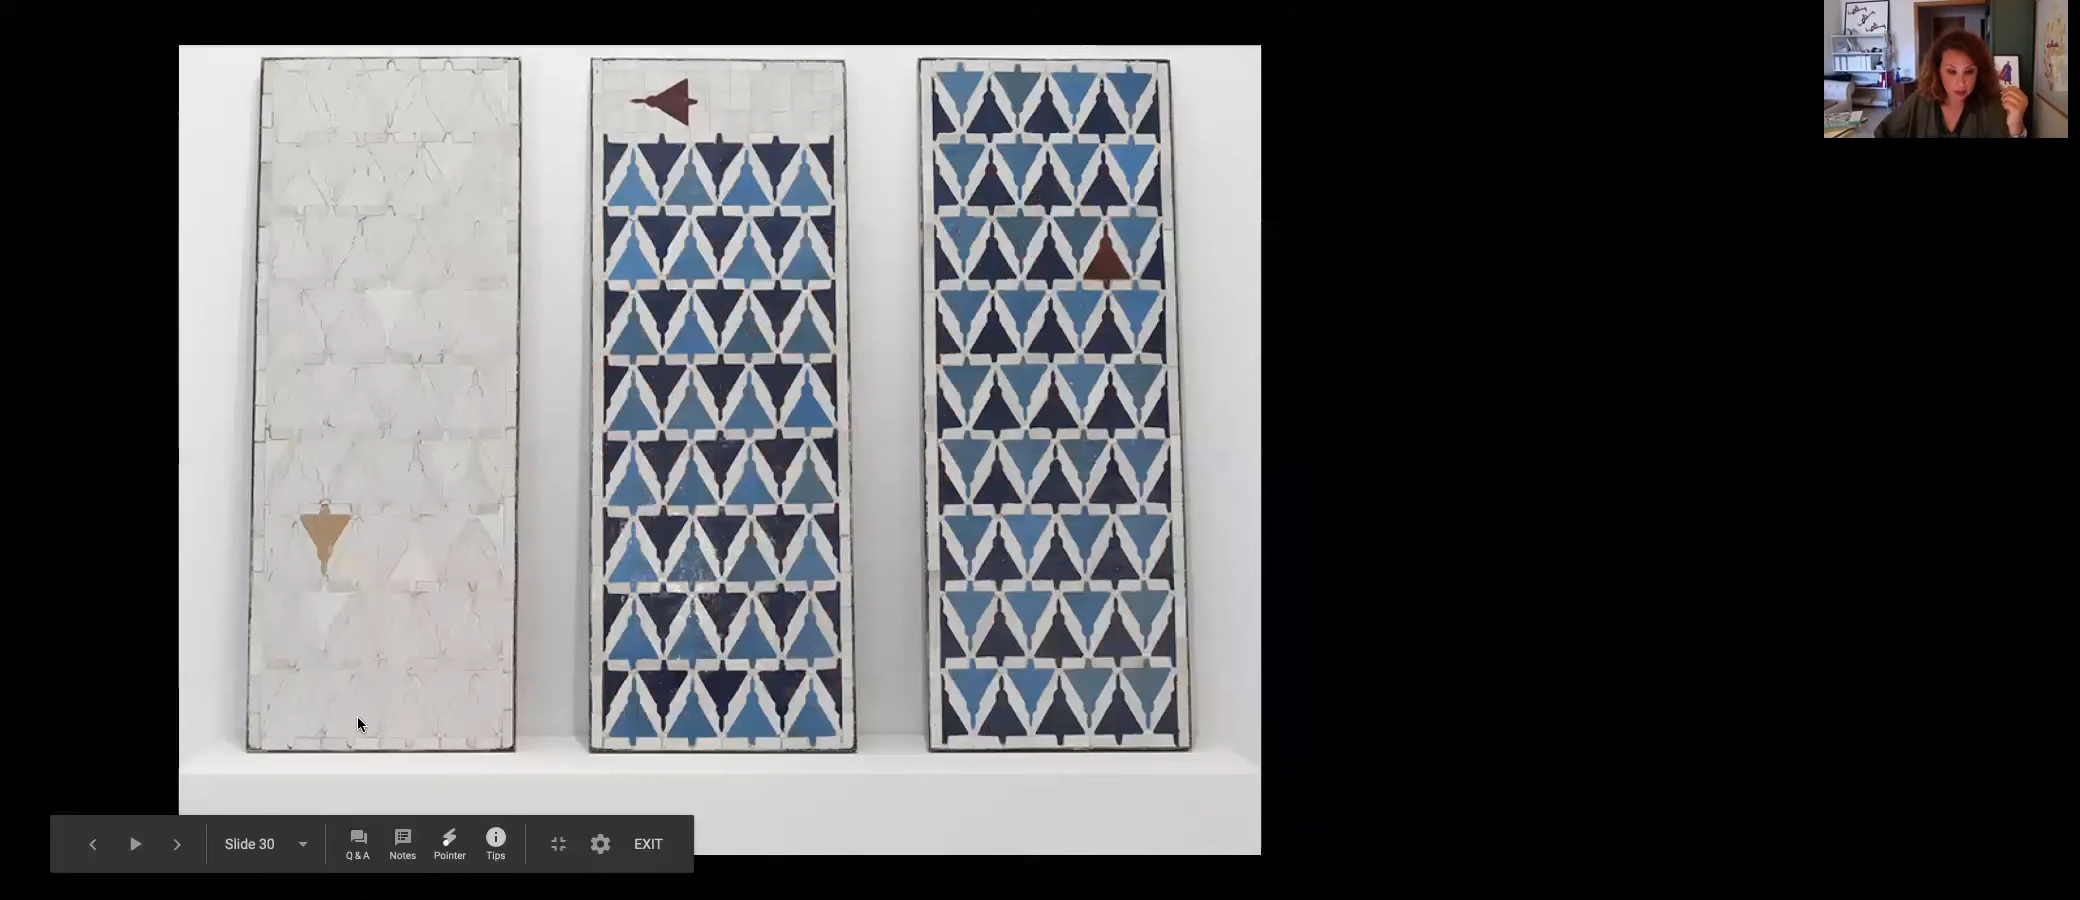 Slide 30
Q & A
Notes
Pointer
Tips
EXIT